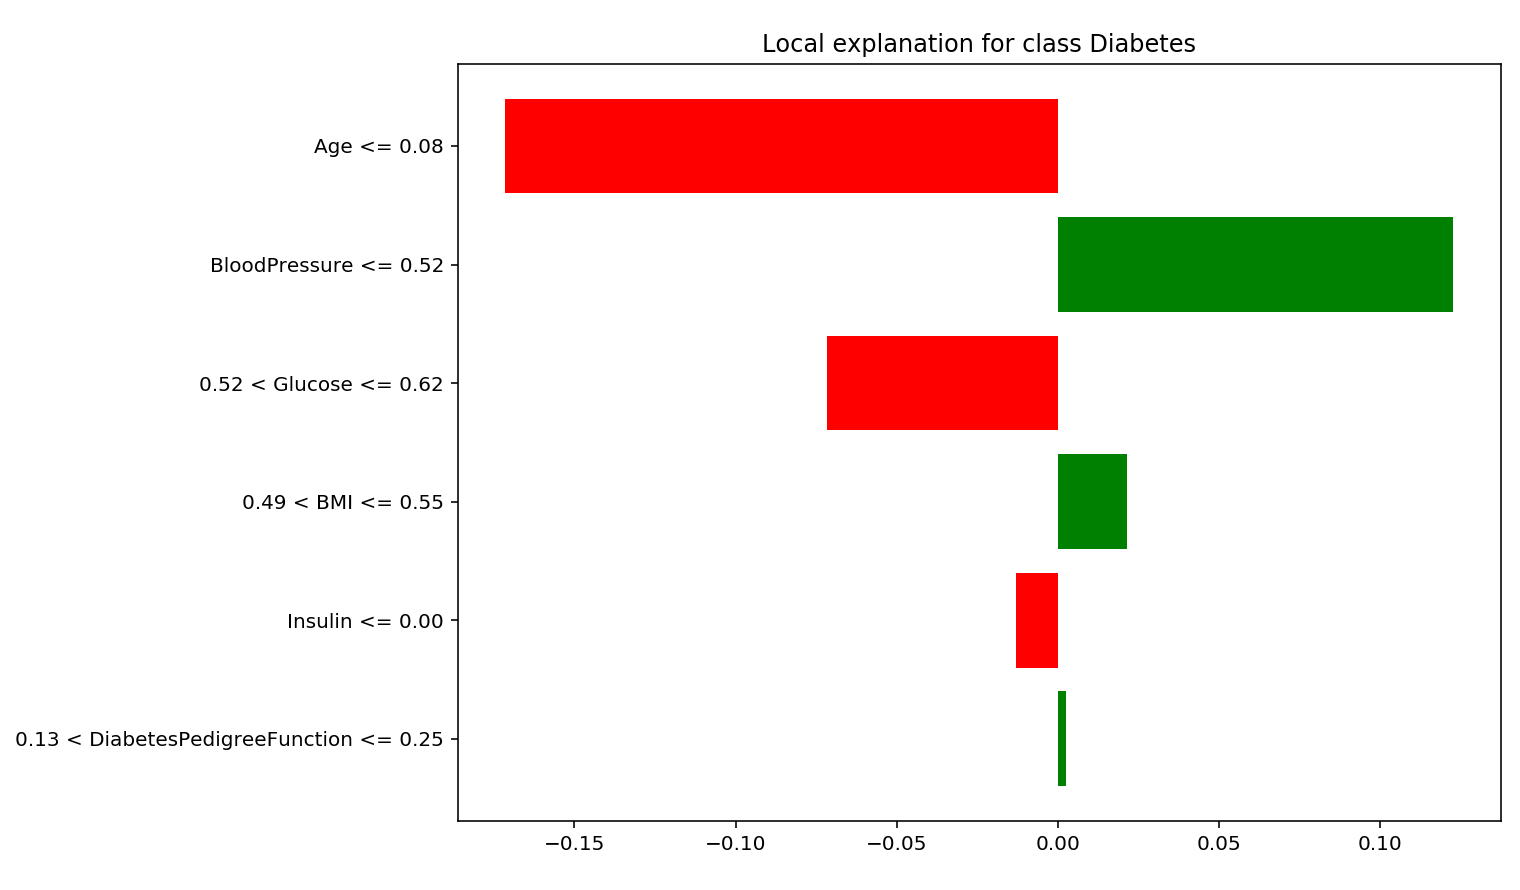 Local explanation for class Diabetes
Age <= 0.08
BloodPressure <= 0.52
0.52 < Glucose <= 0.62
0.49 < BMI <= 0.55
Insulin <= 0.00
0.13 < DiabetesPedigreeFunction <= 0.25
−0.15 −0.10 −0.05 0.00 0.05 0.10